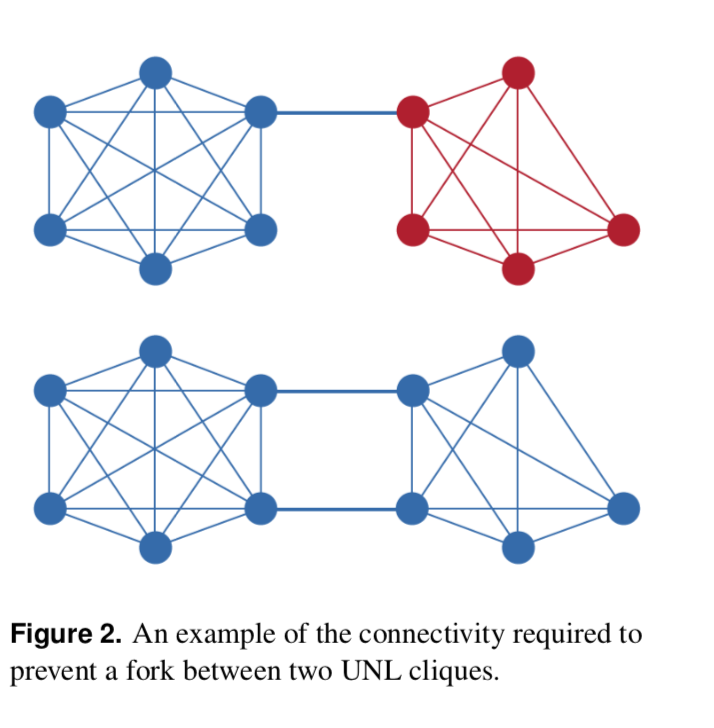 Figure 2. An example of the connectivity required to
prevent a fork between two UNL cliques.